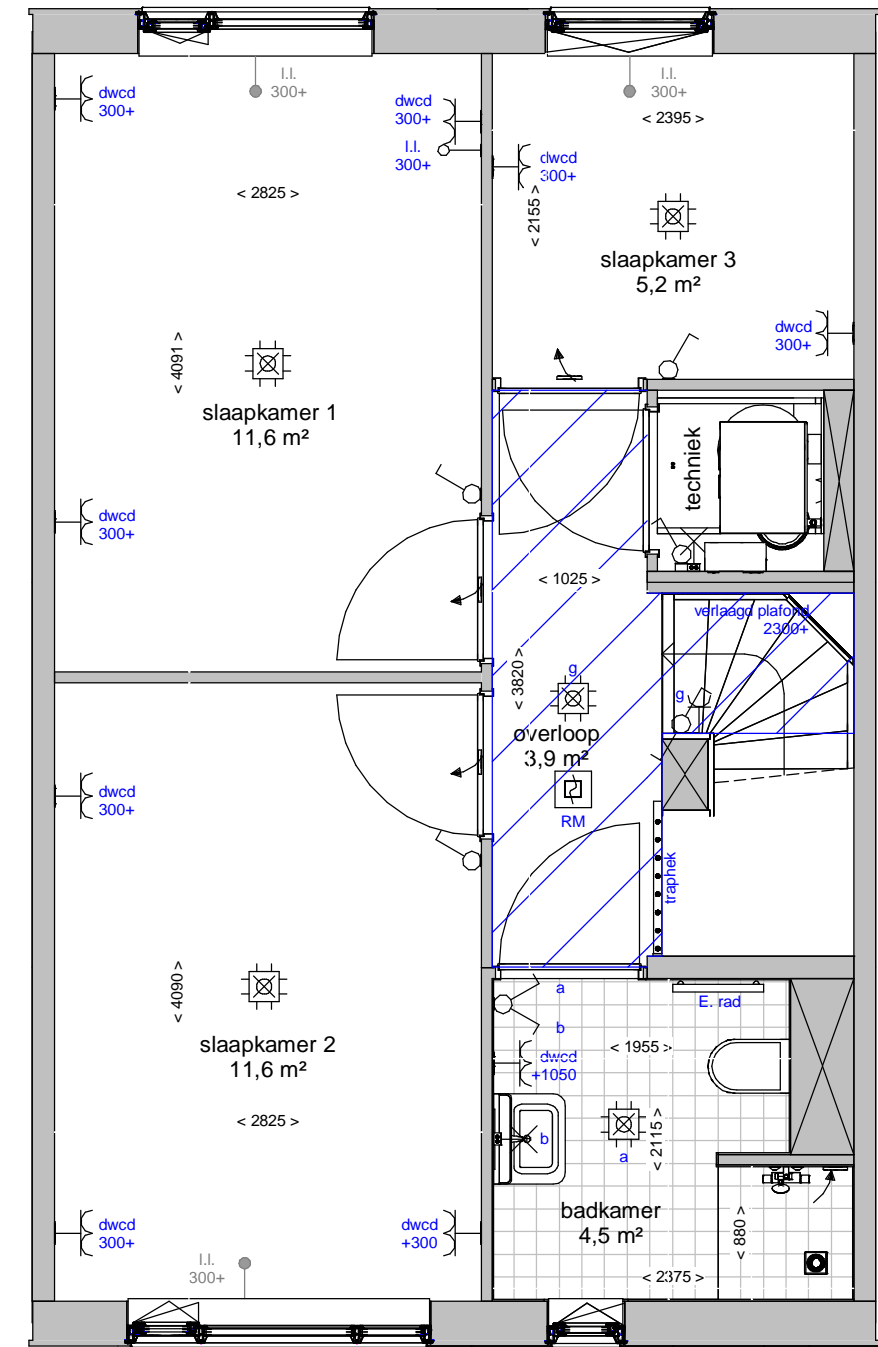 l.l.
300+
dwcd
300+
dwcd
300+
l.l.
300+
< 2825 >
< 4091 >
slaapkamer 1
11,6 m²
dwcd
300+
l.l.
300+
< 2395 >
dwcd
300+
< 2155 >
slaapkamer 3
5,2 m²
dwcd
300+
techniek
< 1025 >
verlaagd plafond
2300+
< 3820 >
g
g
overloop
3,9 m²
RM
traphek
dwcd
300+
< 4090 >
slaapkamer 2
11,6 m²
< 2825 >
dwcd
300+
dwcd
+300
l.l.
300+
a
b
E. rad
dwcd
+1050
< 1955 >
b
a
< 2115 >
badkamer
4,5 m²
< 880 >
< 2375 >